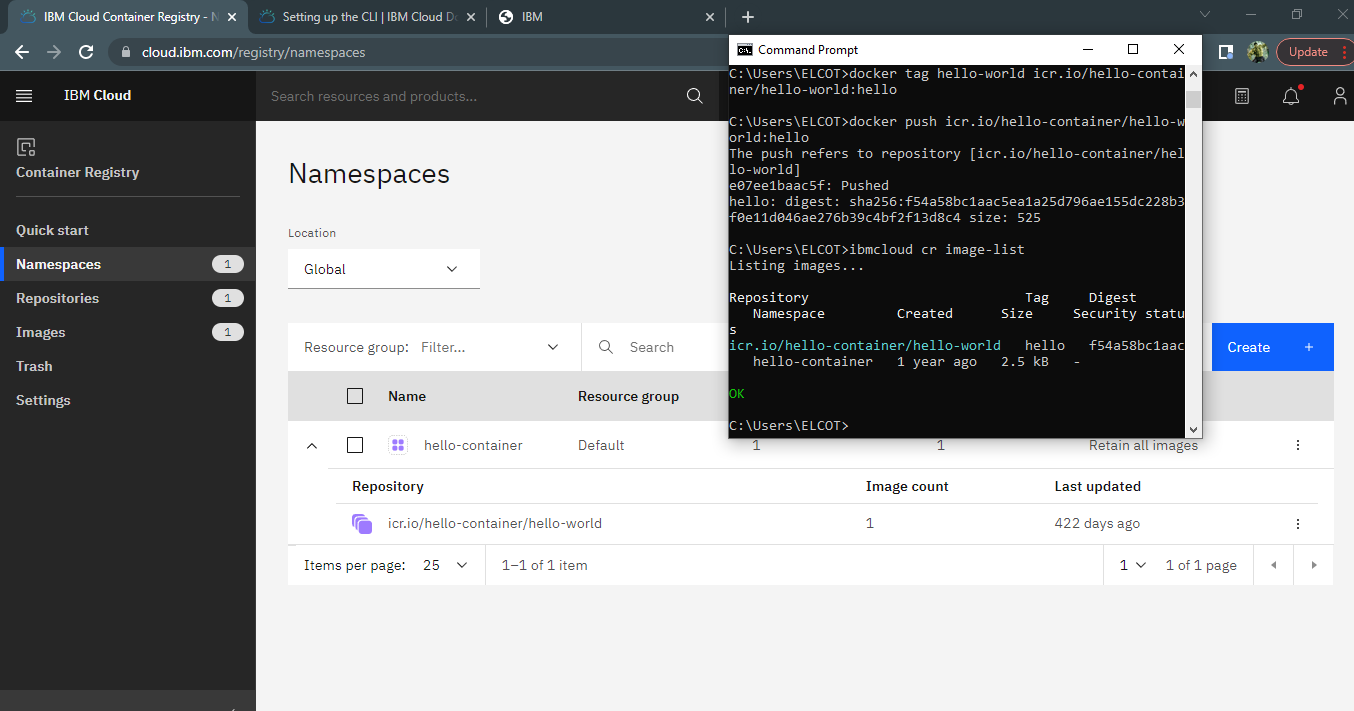 IBM Cloud Container Registry - N
Setting up the CLI | IBM Cloud Do
IBM
cloud.ibm.com/registry/namespaces
Update
IBM Cloud
Search resources and products...
Container Registry
Quick start
Namespaces 1
Repositories 1
Images 1
Trash
Settings
Namespaces
Location
Global
Resource group: Filter...
Search
Create +
Name Resource group
hello-container Default 1 1 Retain all images
Repository Image count Last updated
icr.io/hello-container/hello-world 1 422 days ago
Items per page: 25 1–1 of 1 item 1 1 of 1 page
Command Prompt
C:\Users\ELCOT>docker tag hello-world icr.io/hello-contai
ner/hello-world:hello
C:\Users\ELCOT>docker push icr.io/hello-container/hello-w
orld:hello
The push refers to repository [icr.io/hello-container/hel
lo-world]
e07ee1baac5f: Pushed
hello: digest: sha256:f54a58bc1aac5ea1a25d796ae155dc228b3
f0e11d046ae276b39c4bf2f13d8c4 size: 525
C:\Users\ELCOT>ibmcloud cr image-list
Listing images...
Repository Tag Digest
Namespace Created Size Security statu
s
icr.io/hello-container/hello-world hello f54a58bc1aac
hello-container 1 year ago 2.5 kB -
OK
C:\Users\ELCOT>